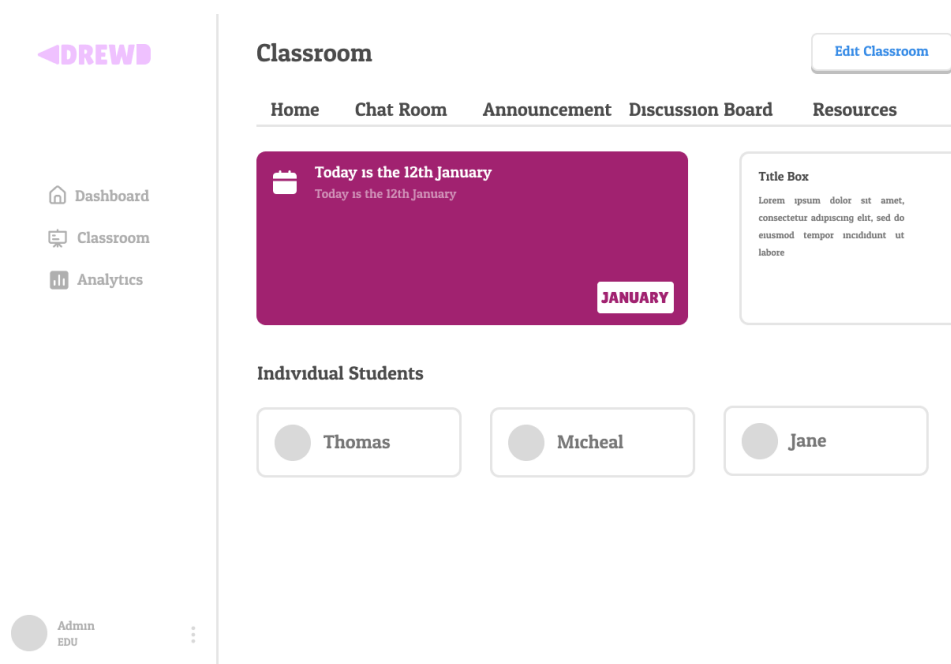 DREWD
Classroom
Edit Classroom
Home Chat Room Announcement Discussion Board Resources
Dashboard
Classroom
Analytics
Today is the 12th January
Today is the 12th January
JANUARY
Title Box
Lorem ipsum dolor sit amet,
consectetur adipiscing elit, sed do
eiusmod tempor incididunt ut
labore
Individual Students
Thomas
Micheal
Jane
Admin
EDU